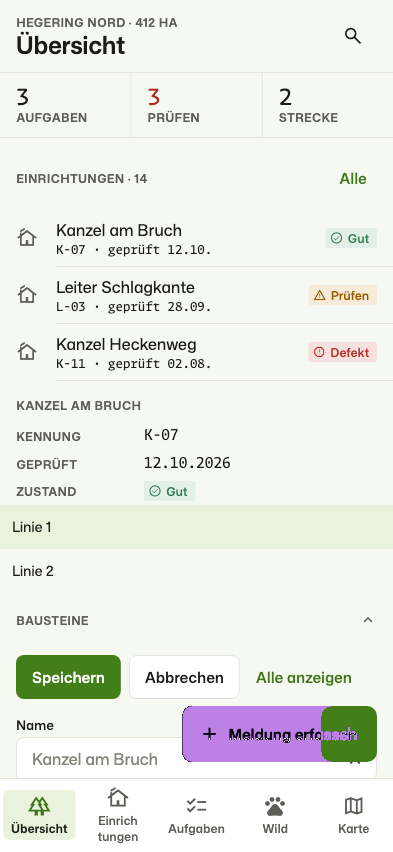 HEGERING NORD · 412 HA
Übersicht
3
AUFGABEN
3
PRÜFEN
2
STRECKE
EINRICHTUNGEN · 14
Alle
Kanzel am Bruch
K-07 · geprüft 12.10.
Gut
Leiter Schlagkante
L-03 · geprüft 28.09.
Prüfen
Kanzel Heckenweg
K-11 · geprüft 02.08.
Defekt
KANZEL AM BRUCH
KENNUNG
K-07
GEPRÜFT
12.10.2026
ZUSTAND
Gut
Linie 1
Linie 2
BAUSTEINE
Speichern
Abbrechen
Alle anzeigen
Name
Meldung
Kanzel am Bruch
Übersicht
Einrich
tungen
Aufgaben
Wild
Karte